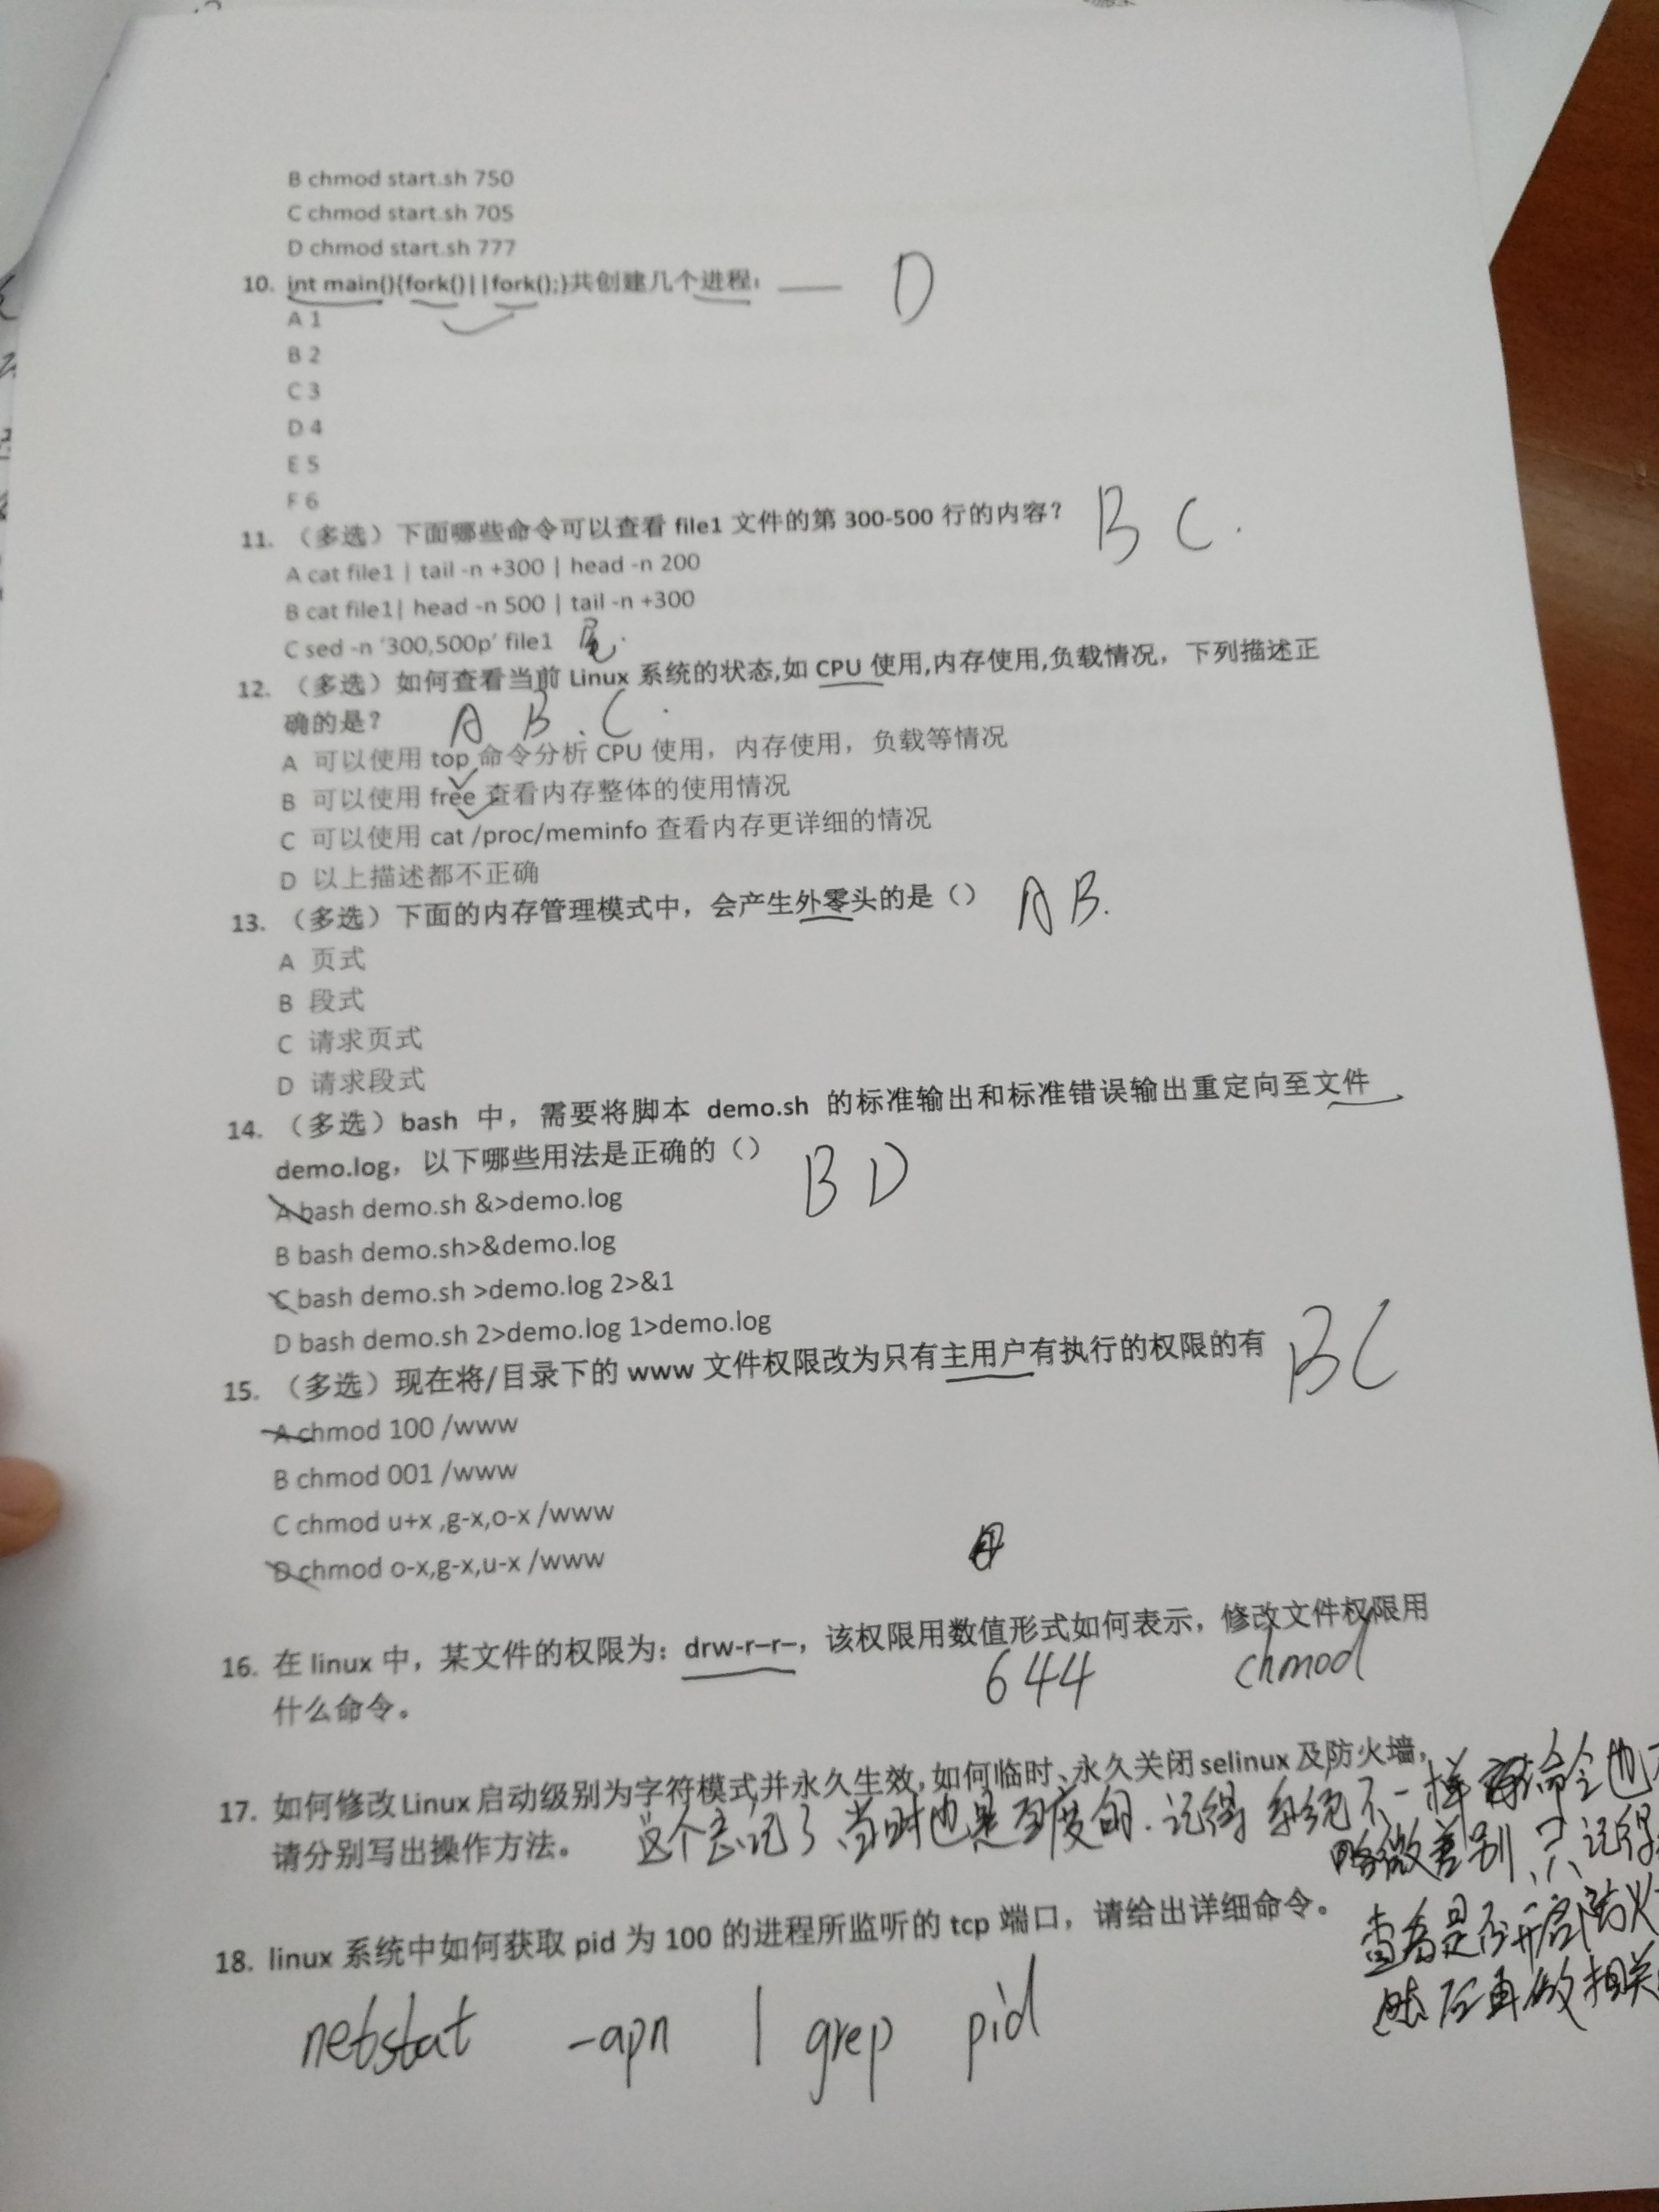 B chmod start.sh 750
C chmod start.sh 705
D chmod start.sh 777
10. int main(){fork()||fork();}共创建几个进程： ____ D
A 1
B 2
C 3
D 4
E 5
F 6
11. （多选）下面哪些命令可以查看 file1 文件的第 300-500 行的内容？ B C .
A cat file1 | tail -n +300 | head -n 200
B cat file1| head -n 500 | tail -n +300
C sed -n '300,500p' file1 尾.
12. （多选）如何查看当前 Linux 系统的状态,如 CPU 使用,内存使用,负载情况，下列描述正
确的是？ A B . C .
A 可以使用 top 命令分析 CPU 使用，内存使用，负载等情况
B 可以使用 free 查看内存整体的使用情况
C 可以使用 cat /proc/meminfo 查看内存更详细的情况
D 以上描述都不正确
13. （多选）下面的内存管理模式中，会产生外零头的是（） A B.
A 页式
B 段式
C 请求页式
D 请求段式
14. （多选）bash 中，需要将脚本 demo.sh 的标准输出和标准错误输出重定向至文件
demo.log，以下哪些用法是正确的（） B D
A bash demo.sh &>demo.log
B bash demo.sh>&demo.log
C bash demo.sh >demo.log 2>&1
D bash demo.sh 2>demo.log 1>demo.log
15. （多选）现在将/目录下的 www 文件权限改为只有主用户有执行的权限的有 BC
A chmod 100 /www
B chmod 001 /www
C chmod u+x ,g-x,o-x /www
D chmod o-x,g-x,u-x /www
16. 在 linux 中，某文件的权限为：drw-r–r–，该权限用数值形式如何表示，修改文件权限用
什么命令。 644 chmod
17. 如何修改 Linux 启动级别为字符模式并永久生效,如何临时、永久关闭 selinux 及防火墙，
请分别写出操作方法。 这个忘记了 当时也是百度的. 记得 系统不一样 命令也
略微差别, 只记得
查看是否开启防火
然后再做相关
18. linux 系统中如何获取 pid 为 100 的进程所监听的 tcp 端口，请给出详细命令。
netstat -apn | grep pid